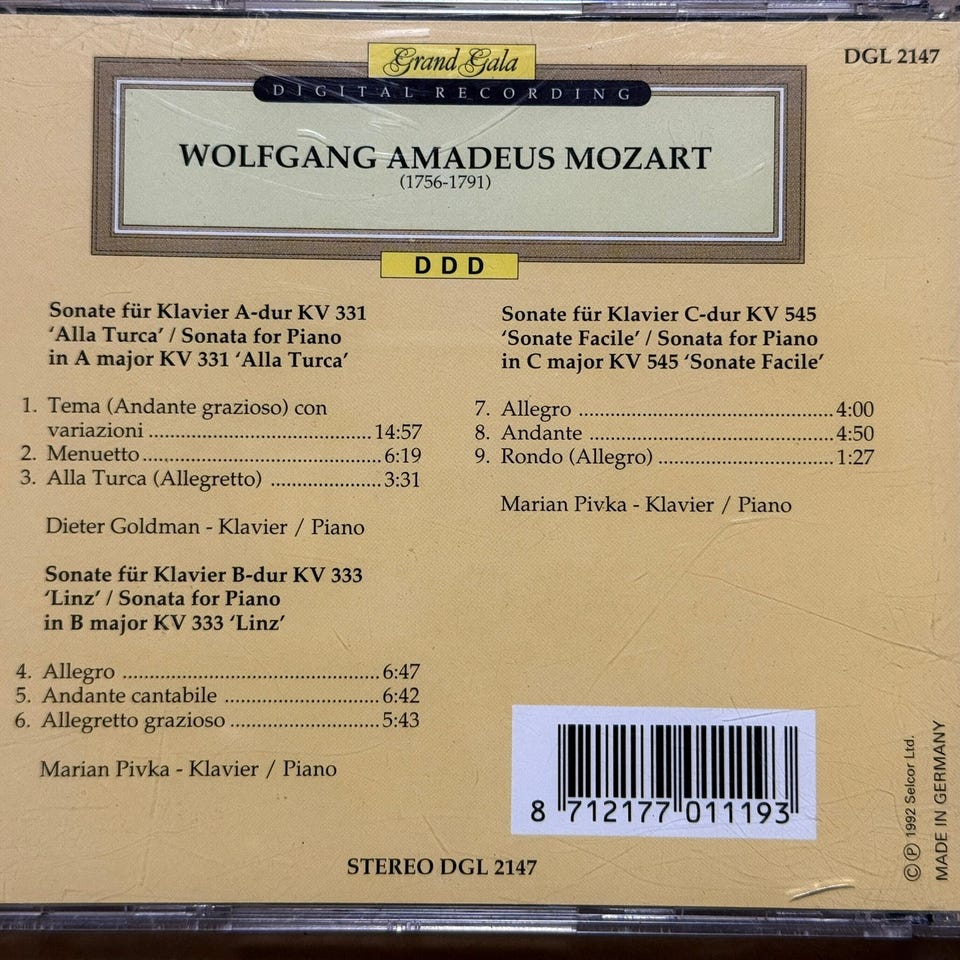 Grand Gala
DGL 2147
DIGITAL RECORDING
WOLFGANG AMADEUS MOZART
(1756-1791)
DDD
Sonate für Klavier A-dur KV 331
‘Alla Turca’ / Sonata for Piano
in A major KV 331 ‘Alla Turca’
1. Tema (Andante grazioso) con
variazioni ....................................... 14:57
2. Menuetto ......................................... 6:19
3. Alla Turca (Allegretto) ................... 3:31
Dieter Goldman - Klavier / Piano
Sonate für Klavier B-dur KV 333
‘Linz’ / Sonata for Piano
in B major KV 333 ‘Linz’
4. Allegro ............................................ 6:47
5. Andante cantabile ........................... 6:42
6. Allegretto grazioso .......................... 5:43
Marian Pivka - Klavier / Piano
Sonate für Klavier C-dur KV 545
‘Sonate Facile’ / Sonata for Piano
in C major KV 545 ‘Sonate Facile’
7. Allegro ............................................ 4:00
8. Andante .......................................... 4:50
9. Rondo (Allegro) .............................. 1:27
Marian Pivka - Klavier / Piano
8 712177 011193
STEREO DGL 2147
© ℗ 1992 Selcor Ltd.
MADE IN GERMANY